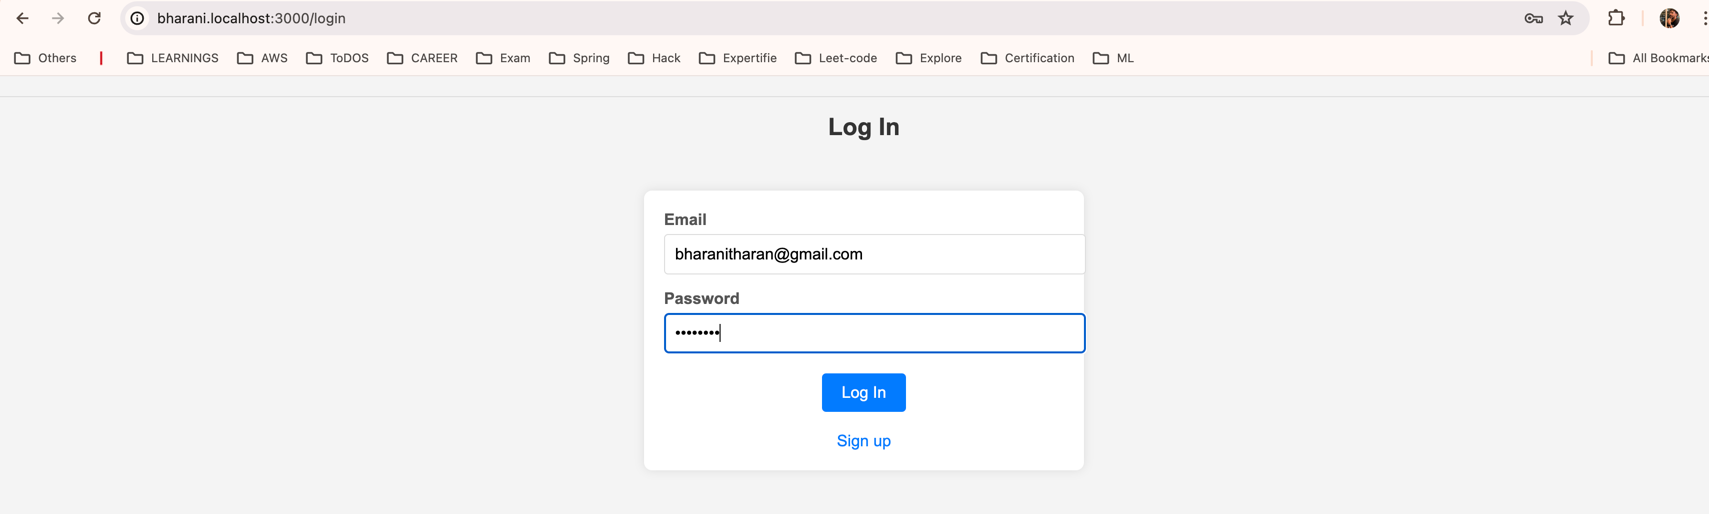 bharani.localhost:3000/login
Others LEARNINGS AWS ToDOS CAREER Exam Spring Hack Expertifie Leet-code Explore Certification ML All Bookmarks
Log In
Email
bharanitharan@gmail.com
Password
••••••••
Log In
Sign up